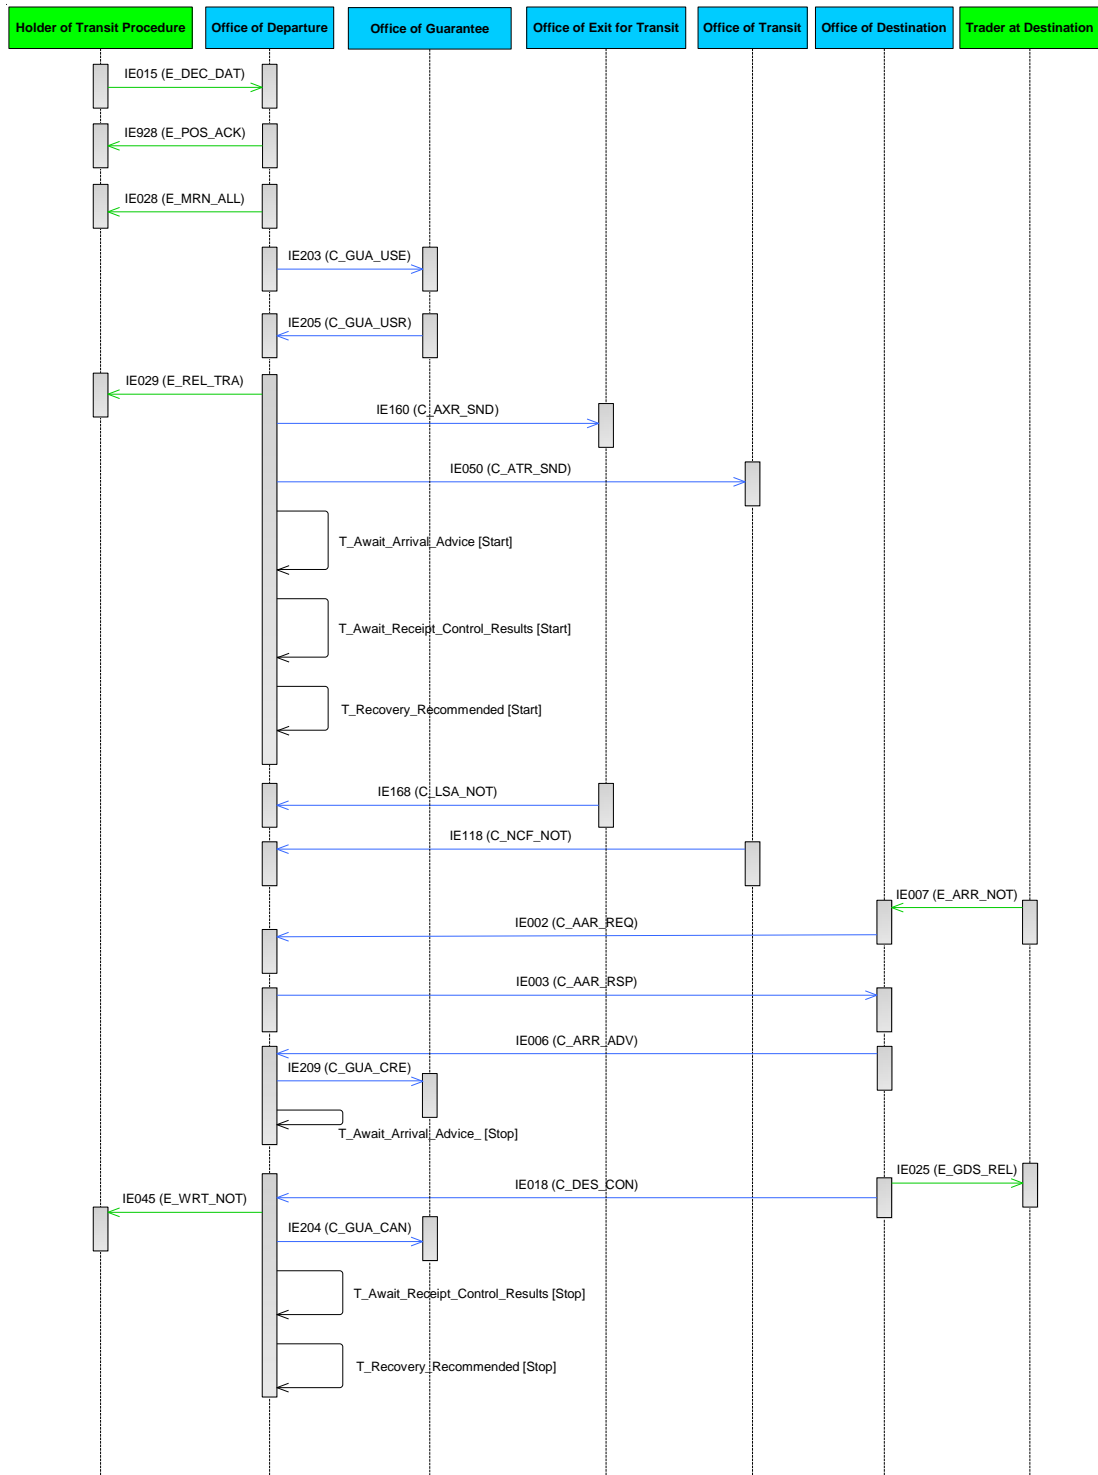 Holder of Transit Procedure
Office of Departure
Office of Guarantee
Office of Exit for Transit
Office of Transit
Office of Destination
Trader at Destination
IE015 (E_DEC_DAT)
IE928 (E_POS_ACK)
IE028 (E_MRN_ALL)
IE203 (C_GUA_USE)
IE205 (C_GUA_USR)
IE029 (E_REL_TRA)
IE160 (C_AXR_SND)
IE050 (C_ATR_SND)
T_Await_Arrival_Advice [Start]
T_Await_Receipt_Control_Results [Start]
T_Recovery_Recommended [Start]
IE168 (C_LSA_NOT)
IE118 (C_NCF_NOT)
IE007 (E_ARR_NOT)
IE002 (C_AAR_REQ)
IE003 (C_AAR_RSP)
IE006 (C_ARR_ADV)
IE209 (C_GUA_CRE)
T_Await_Arrival_Advice_ [Stop]
IE025 (E_GDS_REL)
IE018 (C_DES_CON)
IE045 (E_WRT_NOT)
IE204 (C_GUA_CAN)
T_Await_Receipt_Control_Results [Stop]
T_Recovery_Recommended [Stop]